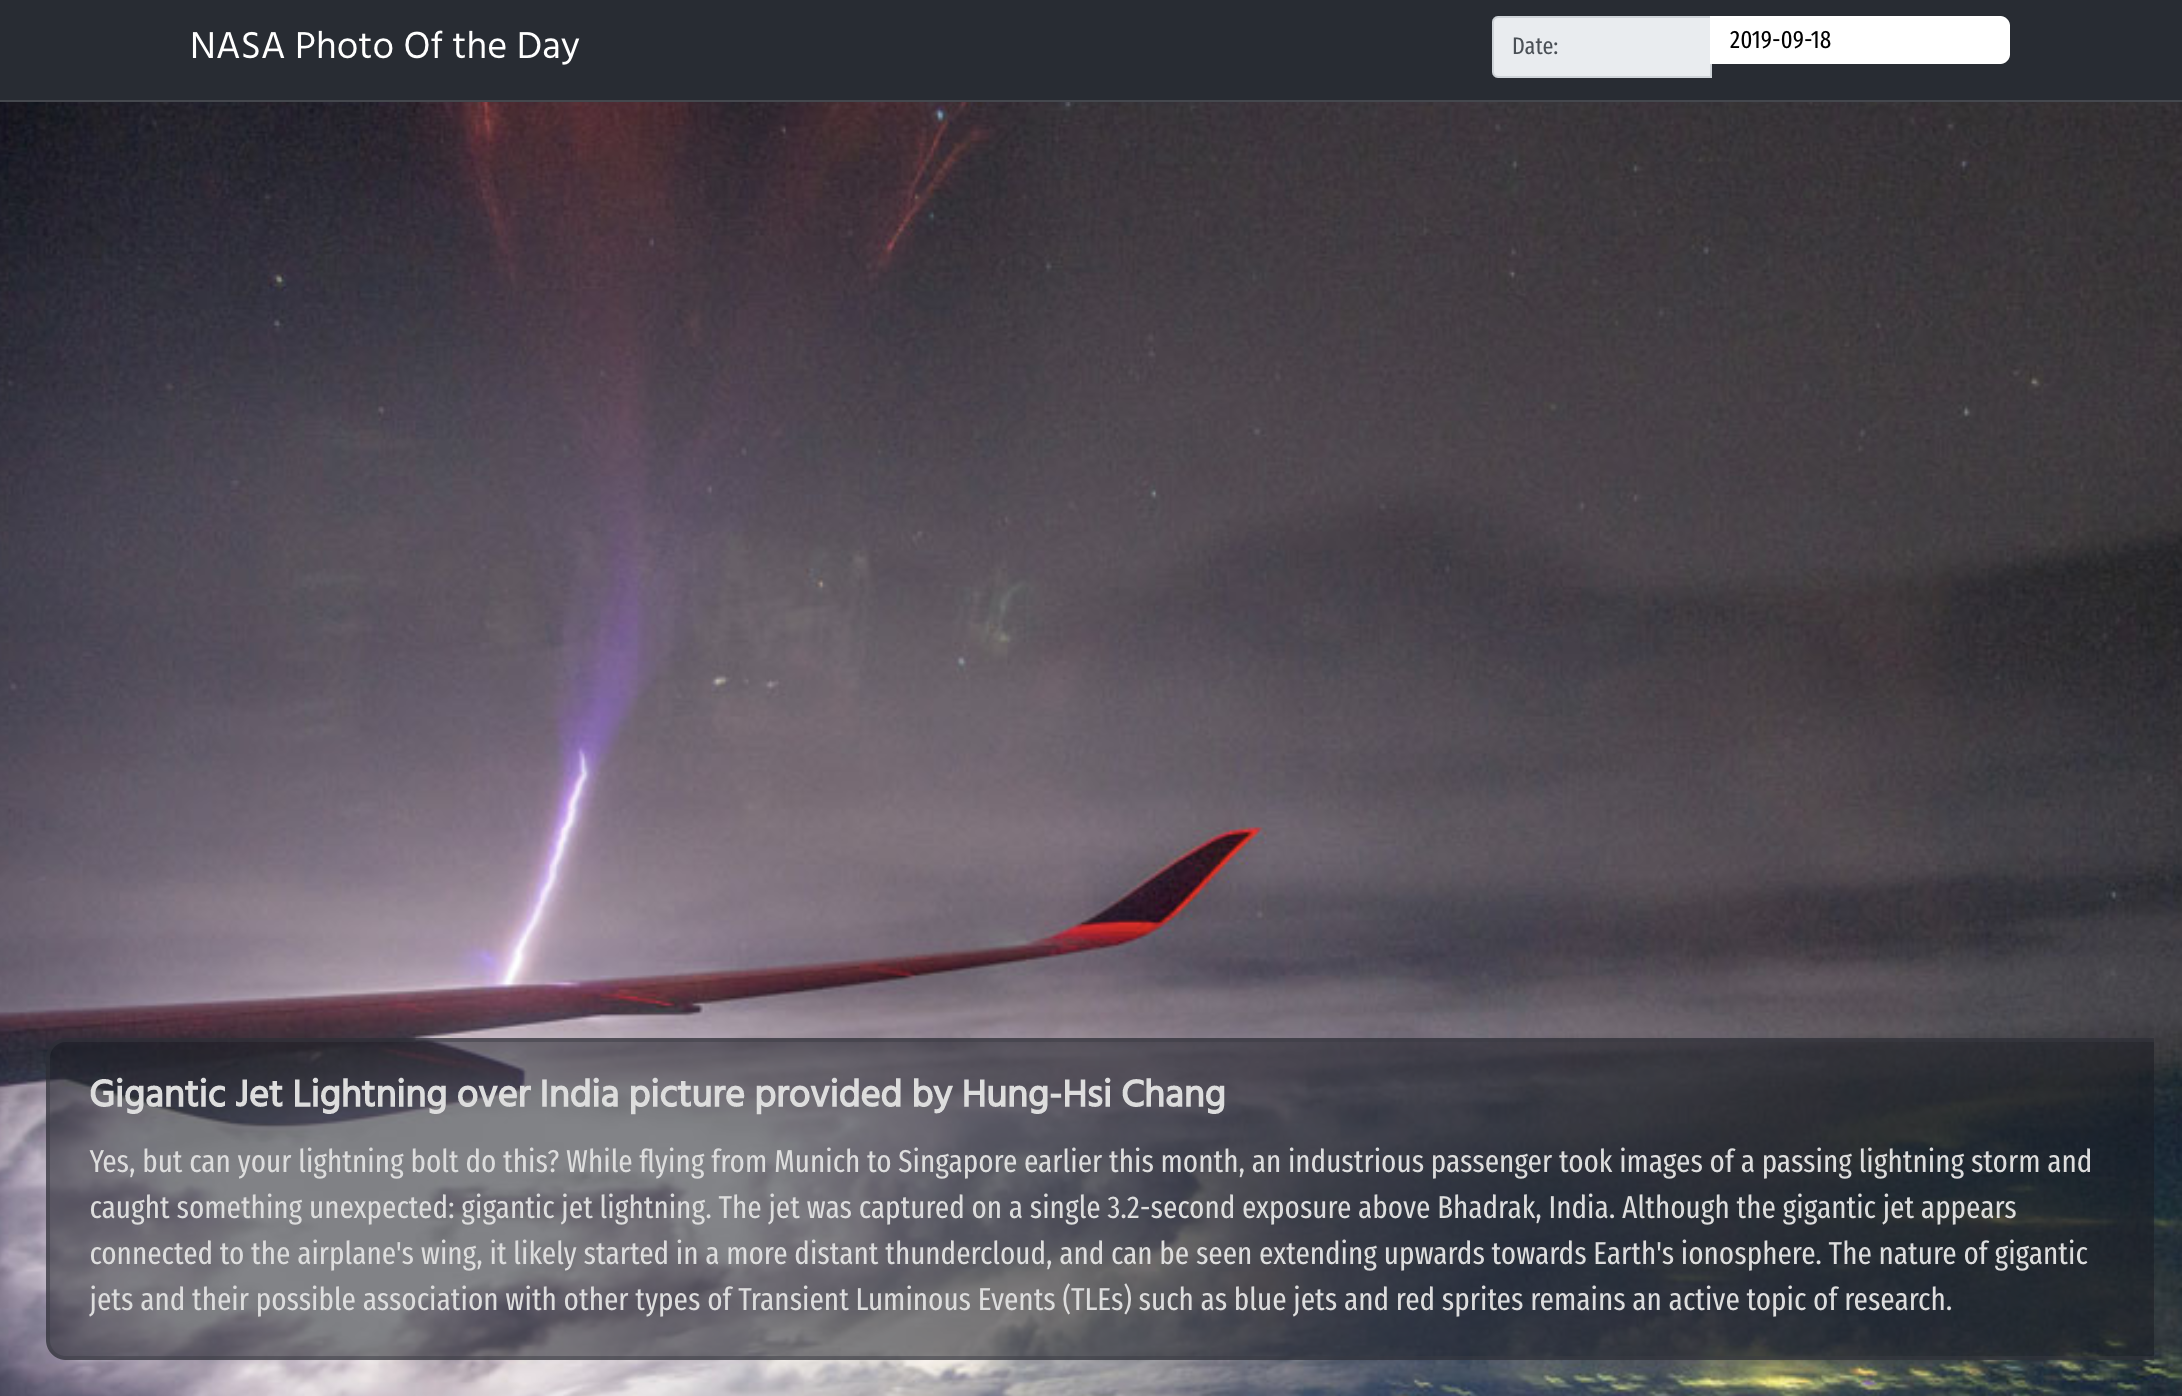 NASA Photo Of the Day
Date:
2019-09-18
Gigantic Jet Lightning over India picture provided by Hung-Hsi Chang
Yes, but can your lightning bolt do this? While flying from Munich to Singapore earlier this month, an industrious passenger took images of a passing lightning storm and
caught something unexpected: gigantic jet lightning. The jet was captured on a single 3.2-second exposure above Bhadrak, India. Although the gigantic jet appears
connected to the airplane's wing, it likely started in a more distant thundercloud, and can be seen extending upwards towards Earth's ionosphere. The nature of gigantic
jets and their possible association with other types of Transient Luminous Events (TLEs) such as blue jets and red sprites remains an active topic of research.